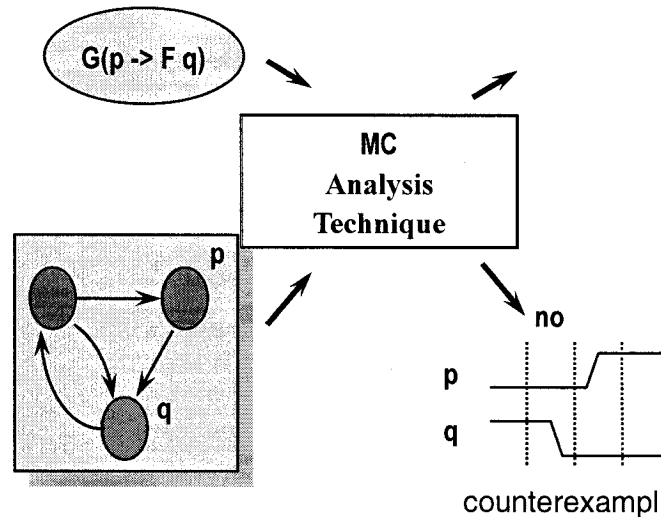 G(p -> F q)
MC
Analysis
Technique
p
q
no
p
q
counterexampl